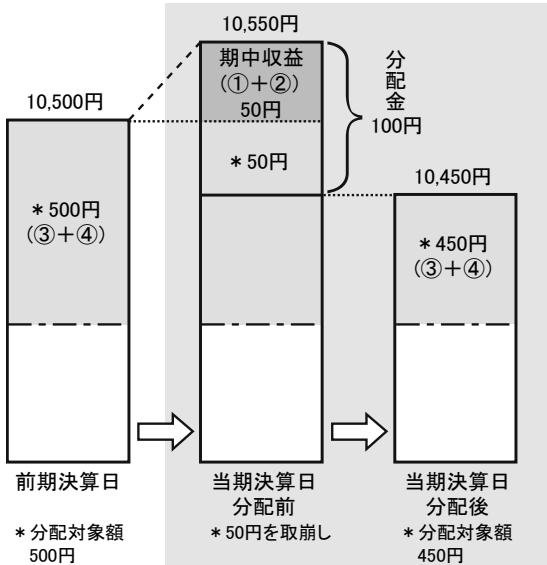 10,500円
＊500円
（③＋④）
前期決算日
＊分配対象額
500円
10,550円
期中収益
（①＋②）
50円
＊50円
分配金
100円
当期決算日
分配前
＊50円を取崩し
10,450円
＊450円
（③＋④）
当期決算日
分配後
＊分配対象額
450円